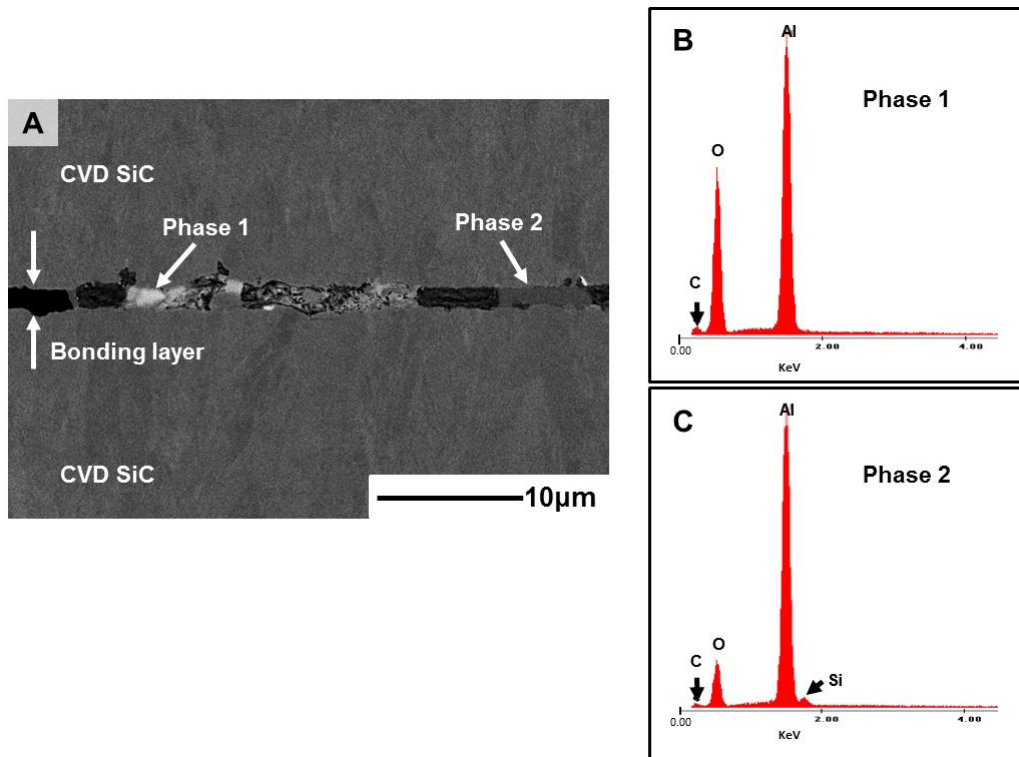 A
CVD SiC
Phase 1
Phase 2
Bonding layer
CVD SiC
10µm
B
Al
Phase 1
O
C
0.00
2.00
4.00
KeV
C
Al
Phase 2
C
O
Si
0.00
2.00
4.00
KeV